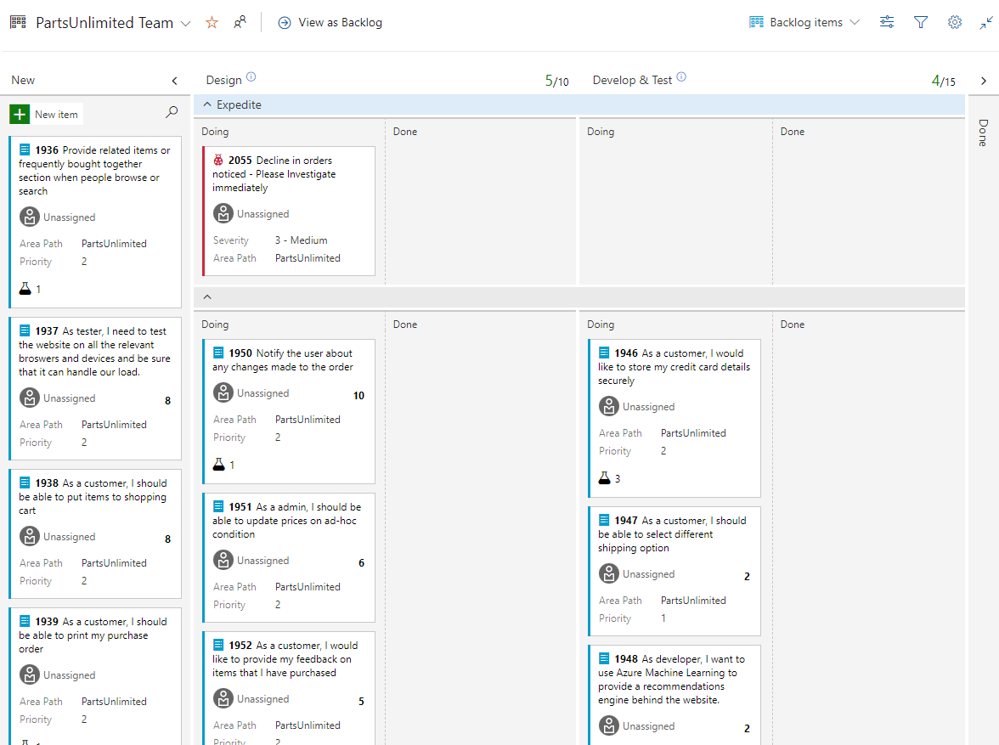 PartsUnlimited Team
View as Backlog
Backlog items
New
Design
5/10
Develop & Test
4/15
New item
1936 Provide related items or
frequently bought together
section when people browse or
search
Unassigned
Area Path PartsUnlimited
Priority 2
1
1937 As tester, I need to test
the website on all the relevant
broswers and devices and be sure
that it can handle our load.
Unassigned 8
Area Path PartsUnlimited
Priority 2
1938 As a customer, I should
be able to put items to shopping
cart
Unassigned 8
Area Path PartsUnlimited
Priority 2
1939 As a customer, I should
be able to print my purchase
order
Unassigned
Area Path PartsUnlimited
Priority 2
1
Expedite
Doing
Done
Doing
Done
2055 Decline in orders
noticed - Please Investigate
immediately
Unassigned
Severity 3 - Medium
Area Path PartsUnlimited
Doing
Done
Doing
Done
1950 Notify the user about
any changes made to the order
Unassigned 10
Area Path PartsUnlimited
Priority 2
1
1951 As a admin, I should be
able to update prices on ad-hoc
condition
Unassigned 6
Area Path PartsUnlimited
Priority 2
1952 As a customer, I would
like to provide my feedback on
items that I have purchased
Unassigned 5
Area Path PartsUnlimited
Priority 2
1946 As a customer, I would
like to store my credit card details
securely
Unassigned
Area Path PartsUnlimited
Priority 2
3
1947 As a customer, I should
be able to select different
shipping option
Unassigned 2
Area Path PartsUnlimited
Priority 1
1948 As developer, I want to
use Azure Machine Learning to
provide a recommendations
engine behind the website.
Unassigned 2
Done